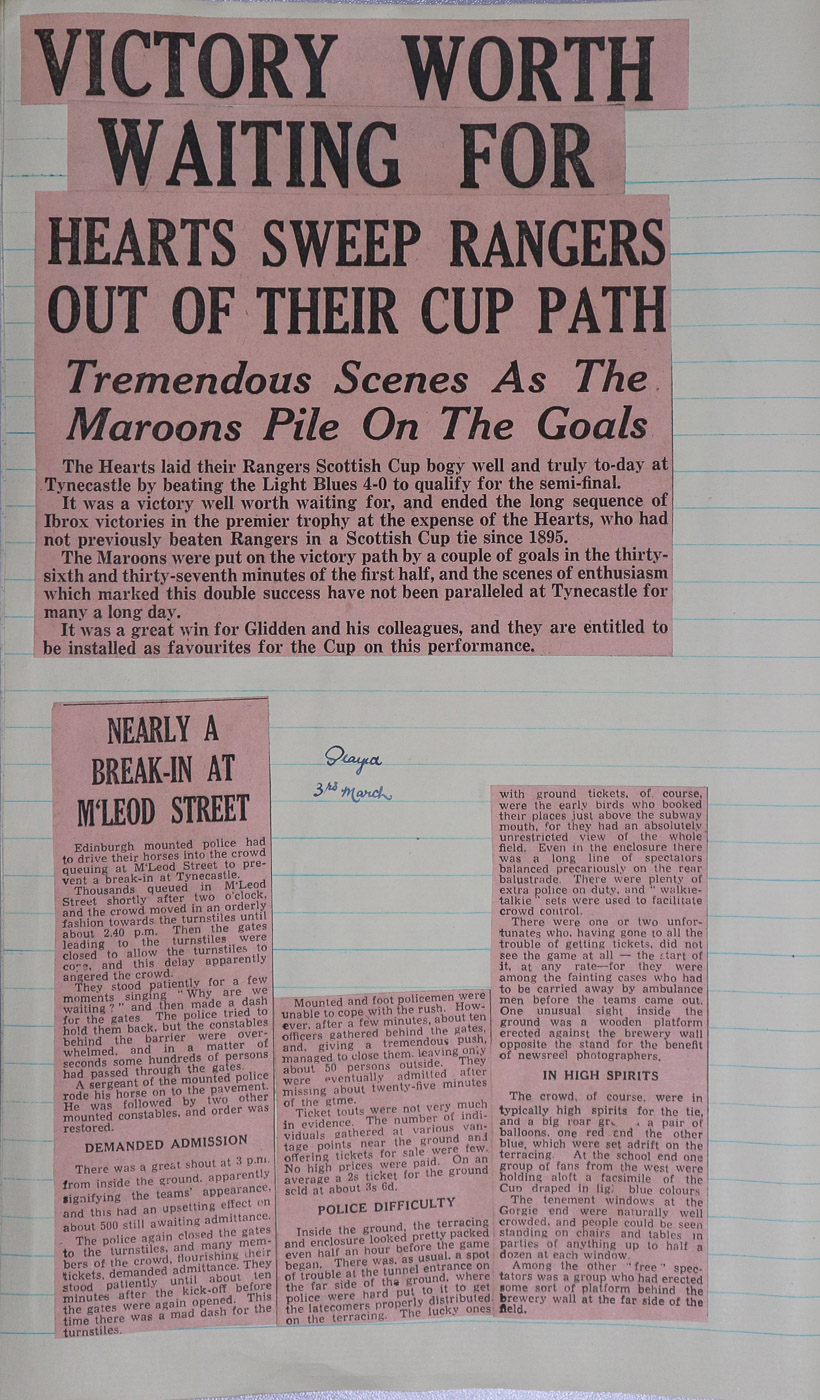 VICTORY WORTH
WAITING FOR
HEARTS SWEEP RANGERS
OUT OF THEIR CUP PATH
Tremendous Scenes As The
Maroons Pile On The Goals
The Hearts laid their Rangers Scottish Cup bogy well and truly to-day at
Tynecastle by beating the Light Blues 4-0 to qualify for the semi-final.
It was a victory well worth waiting for, and ended the long sequence of
Ibrox victories in the premier trophy at the expense of the Hearts, who had
not previously beaten Rangers in a Scottish Cup tie since 1895.
The Maroons were put on the victory path by a couple of goals in the thirty-
sixth and thirty-seventh minutes of the first half, and the scenes of enthusiasm
which marked this double success have not been paralleled at Tynecastle for
many a long day.
It was a great win for Glidden and his colleagues, and they are entitled to
be installed as favourites for the Cup on this performance.
NEARLY A
BREAK-IN AT
M'LEOD STREET
Edinburgh mounted police had
to drive their horses into the crowd
queuing at M'Leod Street to pre-
vent a break-in at Tynecastle.
Thousands queued in M'Leod
Street shortly after two o'clock,
and the crowd moved in an orderly
fashion towards the turnstiles until
about 2.40 p.m. Then the gates
leading to the turnstiles were
closed to allow the turnstiles to
cope, and this delay apparently
angered the crowd.
They stood patiently for a few
moments singing "Why are we
waiting?" and then made a dash
for the gates. The police tried to
hold them back, but the constables
behind the barrier were over-
whelmed, and in a matter of
seconds some hundreds of persons
had passed through the gates.
A sergeant of the mounted police
rode his horse on to the pavement.
He was followed by two other
mounted constables, and order was
restored.
DEMANDED ADMISSION
There was a great shout at 3 p.m.
from inside the ground, apparently
signifying the teams' appearance,
and this had an upsetting effect on
about 500 still awaiting admittance.
The police again closed the gates
to the turnstiles, and many mem-
bers of the crowd, flourishing their
tickets, demanded admittance. They
stood patiently until about ten
minutes after the kick-off before
the gates were again opened. This
time there was a mad dash for the
turnstiles.
Played
3rd March
Mounted and foot policemen were
unable to cope with the rush. How-
ever, after a few minutes, about ten
officers gathered behind the gates,
and, giving a tremendous push,
managed to close them, leaving only
about 50 persons outside. They
were eventually admitted after
missing about twenty-five minutes
of the game.
Ticket touts were not very much
in evidence. The number of indi-
viduals gathered at various van-
tage points near the ground and
offering tickets for sale were few.
No high prices were paid. On an
average a 2s ticket for the ground
sold at about 3s 6d.
POLICE DIFFICULTY
Inside the ground, the terracing
and enclosure looked pretty packed
even half an hour before the game
began. There was, as usual, a spot
of trouble at the tunnel entrance on
the far side of the ground, where
police were hard put to it to get
the latecomers properly distributed
on the terracing. The lucky ones
with ground tickets, of course,
were the early birds who booked
their places just above the subway
mouth, for they had an absolutely
unrestricted view of the whole
field. Even in the enclosure there
was a long line of spectators
balanced precariously on the rear
balustrade. There were plenty of
extra police on duty, and "walkie-
talkie" sets were used to facilitate
crowd control.
There were one or two unfor-
tunates who, having gone to all the
trouble of getting tickets, did not
see the game at all — the start of
it, at any rate—for they were
among the fainting cases who had
to be carried away by ambulance
men before the teams came out.
One unusual sight inside the
ground was a wooden platform
erected against the brewery wall
opposite the stand for the benefit
of newsreel photographers.
IN HIGH SPIRITS
The crowd, of course, were in
typically high spirits for the tie,
and a big roar a pair of
balloons, one red and the other
blue, which were set adrift on the
terracing. At the school end one
group of fans from the west were
holding aloft a facsimile of the
Cup draped in light blue colours
The tenement windows at the
Gorgie end were naturally well
crowded, and people could be seen
standing on chairs and tables in
parties of anything up to half a
dozen at each window.
Among the other "free" spec-
tators was a group who had erected
some sort of platform behind the
brewery wall at the far side of the
field.